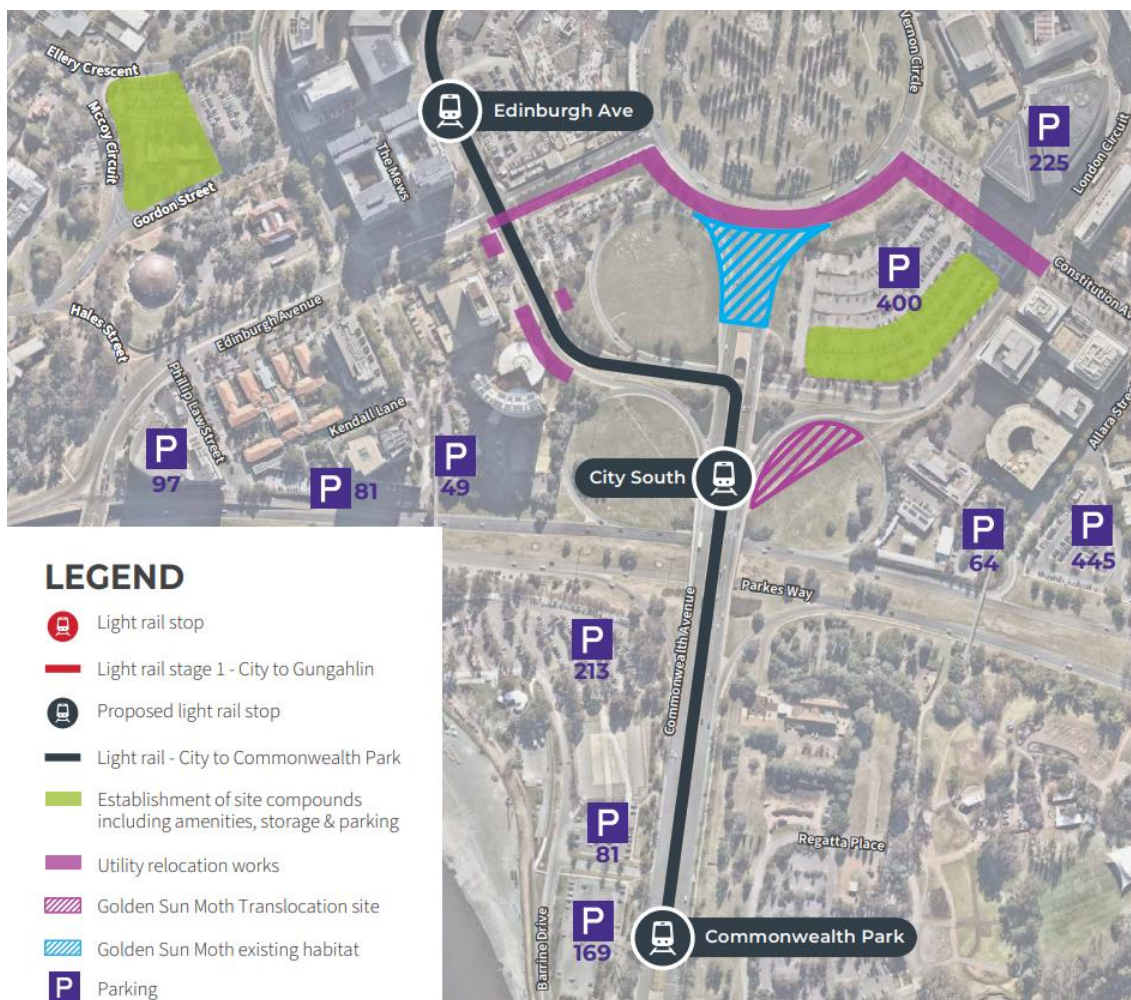 Ellery Crescent
Mccoy Circuit
Gordon Street
The Mews
Edinburgh Ave
Vernon Circle
P
225
London Circuit
P
400
Constitution Av
Hales Street
Edinburgh Avenue
Phillip Law Street
Kendall Lane
Allara Stree
P
97
P 81
P
49
City South
P
64
P
445
Parkes Way
P
213
Commonwealth Avenue
P
81
Regatta Place
P
169
Barrine Drive
Commonwealth Park
LEGEND
Light rail stop
Light rail stage 1 - City to Gungahlin
Proposed light rail stop
Light rail - City to Commonwealth Park
Establishment of site compounds
including amenities, storage & parking
Utility relocation works
Golden Sun Moth Translocation site
Golden Sun Moth existing habitat
P Parking